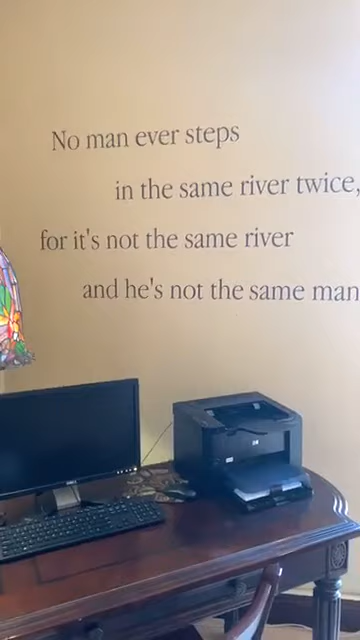 No man ever steps
in the same river twice,
for it's not the same river
and he's not the same man
hp